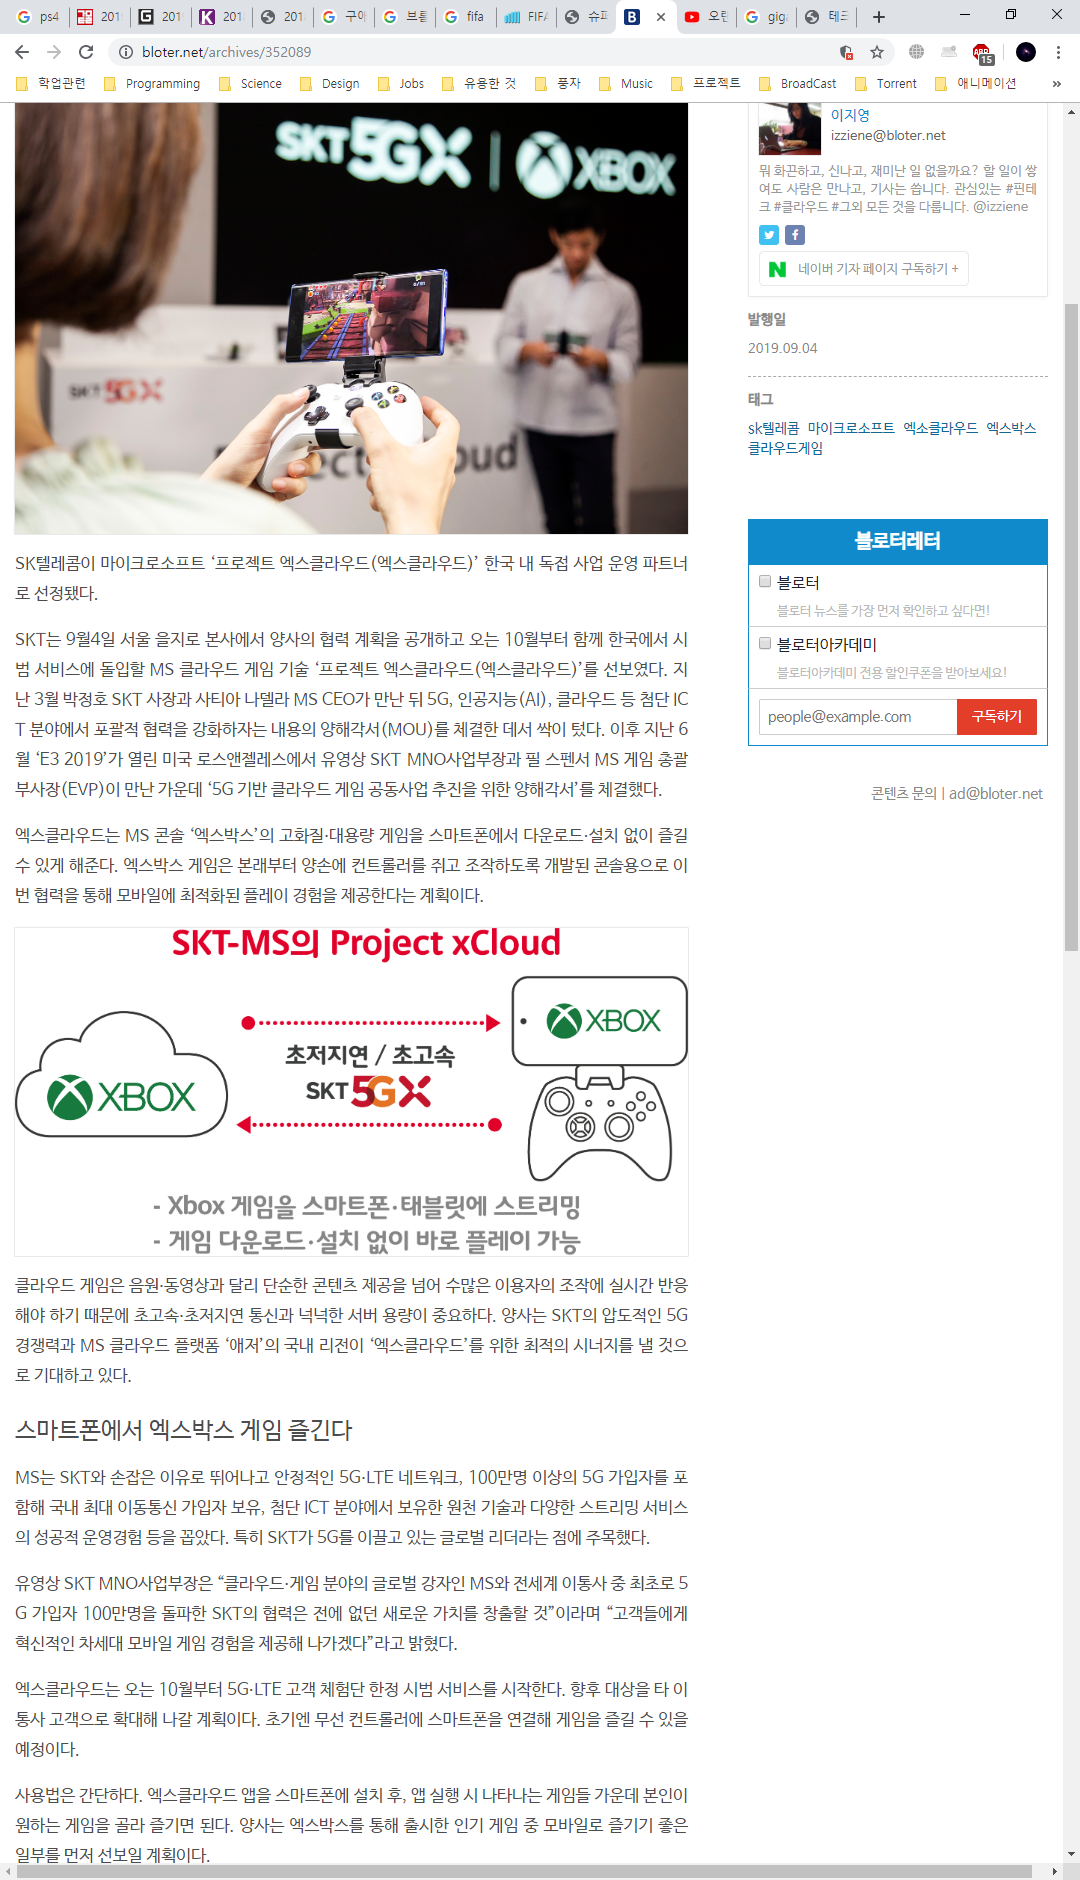 ps4
201
201
201
201
구아
브롤
fifa
FIFA
슈퍼
오린
giga
테크
bloter.net/archives/352089
15
학업관련
Programming
Science
Design
Jobs
유용한 것
풍자
Music
프로젝트
BroadCast
Torrent
애니메이션
»
SKT 5GX | XBOX
SKT 5GX
이지영
izziene@bloter.net
뭐 화끈하고, 신나고, 재미난 일 없을까요? 할 일이 쌓
여도 사람은 만나고, 기사는 씁니다. 관심있는 #핀테
크 #클라우드 #그외 모든 것을 다룹니다. @izziene
네이버 기자 페이지 구독하기 +
발행일
2019.09.04
태그
sk텔레콤 마이크로소프트 엑소클라우드 엑스박스
클라우드게임
블로터레터
블로터
블로터 뉴스를 가장 먼저 확인하고 싶다면!
블로터아카데미
블로터아카데미 전용 할인쿠폰을 받아보세요!
people@example.com
구독하기
콘텐츠 문의 | ad@bloter.net
SK텔레콤이 마이크로소프트 ‘프로젝트 엑스클라우드(엑스클라우드)’ 한국 내 독점 사업 운영 파트너
로 선정됐다.
SKT는 9월4일 서울 을지로 본사에서 양사의 협력 계획을 공개하고 오는 10월부터 함께 한국에서 시
범 서비스에 돌입할 MS 클라우드 게임 기술 ‘프로젝트 엑스클라우드(엑스클라우드)’를 선보였다. 지
난 3월 박정호 SKT 사장과 사티아 나델라 MS CEO가 만난 뒤 5G, 인공지능(AI), 클라우드 등 첨단 IC
T 분야에서 포괄적 협력을 강화하자는 내용의 양해각서(MOU)를 체결한 데서 싹이 텄다. 이후 지난 6
월 ‘E3 2019’가 열린 미국 로스앤젤레스에서 유영상 SKT MNO사업부장과 필 스펜서 MS 게임 총괄
부사장(EVP)이 만난 가운데 ‘5G 기반 클라우드 게임 공동사업 추진을 위한 양해각서’를 체결했다.
엑스클라우드는 MS 콘솔 ‘엑스박스’의 고화질·대용량 게임을 스마트폰에서 다운로드·설치 없이 즐길
수 있게 해준다. 엑스박스 게임은 본래부터 양손에 컨트롤러를 쥐고 조작하도록 개발된 콘솔용으로 이
번 협력을 통해 모바일에 최적화된 플레이 경험을 제공한다는 계획이다.
SKT-MS의 Project xCloud
XBOX
XBOX
초저지연 / 초고속
SKT 5GX
- Xbox 게임을 스마트폰·태블릿에 스트리밍
- 게임 다운로드·설치 없이 바로 플레이 가능
클라우드 게임은 음원·동영상과 달리 단순한 콘텐츠 제공을 넘어 수많은 이용자의 조작에 실시간 반응
해야 하기 때문에 초고속·초저지연 통신과 넉넉한 서버 용량이 중요하다. 양사는 SKT의 압도적인 5G
경쟁력과 MS 클라우드 플랫폼 ‘애저’의 국내 리전이 ‘엑스클라우드’를 위한 최적의 시너지를 낼 것으
로 기대하고 있다.
스마트폰에서 엑스박스 게임 즐긴다
MS는 SKT와 손잡은 이유로 뛰어나고 안정적인 5G·LTE 네트워크, 100만명 이상의 5G 가입자를 포
함해 국내 최대 이동통신 가입자 보유, 첨단 ICT 분야에서 보유한 원천 기술과 다양한 스트리밍 서비스
의 성공적 운영경험 등을 꼽았다. 특히 SKT가 5G를 이끌고 있는 글로벌 리더라는 점에 주목했다.
유영상 SKT MNO사업부장은 “클라우드·게임 분야의 글로벌 강자인 MS와 전세계 이통사 중 최초로 5
G 가입자 100만명을 돌파한 SKT의 협력은 전에 없던 새로운 가치를 창출할 것”이라며 “고객들에게
혁신적인 차세대 모바일 게임 경험을 제공해 나가겠다”라고 밝혔다.
엑스클라우드는 오는 10월부터 5G·LTE 고객 체험단 한정 시범 서비스를 시작한다. 향후 대상을 타 이
통사 고객으로 확대해 나갈 계획이다. 초기엔 무선 컨트롤러에 스마트폰을 연결해 게임을 즐길 수 있을
예정이다.
사용법은 간단하다. 엑스클라우드 앱을 스마트폰에 설치 후, 앱 실행 시 나타나는 게임들 가운데 본인이
원하는 게임을 골라 즐기면 된다. 양사는 엑스박스를 통해 출시한 인기 게임 중 모바일로 즐기기 좋은
일부를 먼저 선보일 계획이다.